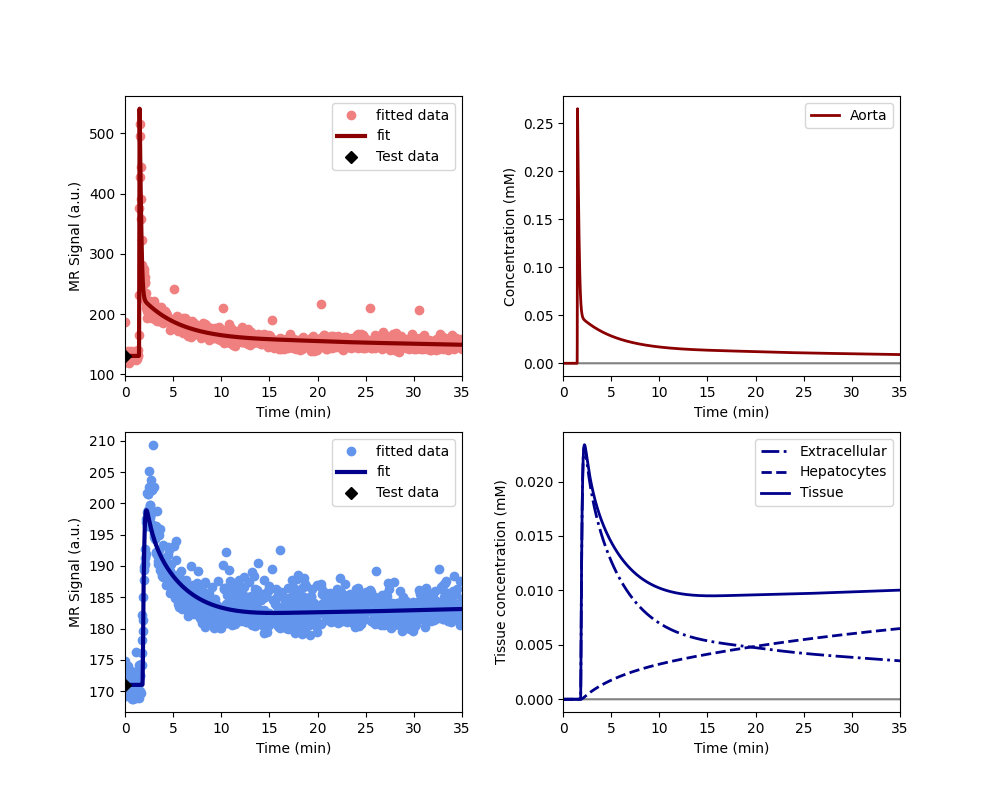 500
400
300
200
100
MR Signal (a.u.)
0 5 10 15 20 25 30 35
Time (min)
fitted data
fit
Test data
0.25
0.20
0.15
0.10
0.05
0.00
Concentration (mM)
0 5 10 15 20 25 30 35
Time (min)
Aorta
210
205
200
195
190
185
180
175
170
MR Signal (a.u.)
0 5 10 15 20 25 30 35
Time (min)
fitted data
fit
Test data
0.020
0.015
0.010
0.005
0.000
Tissue concentration (mM)
0 5 10 15 20 25 30 35
Time (min)
Extracellular
Hepatocytes
Tissue